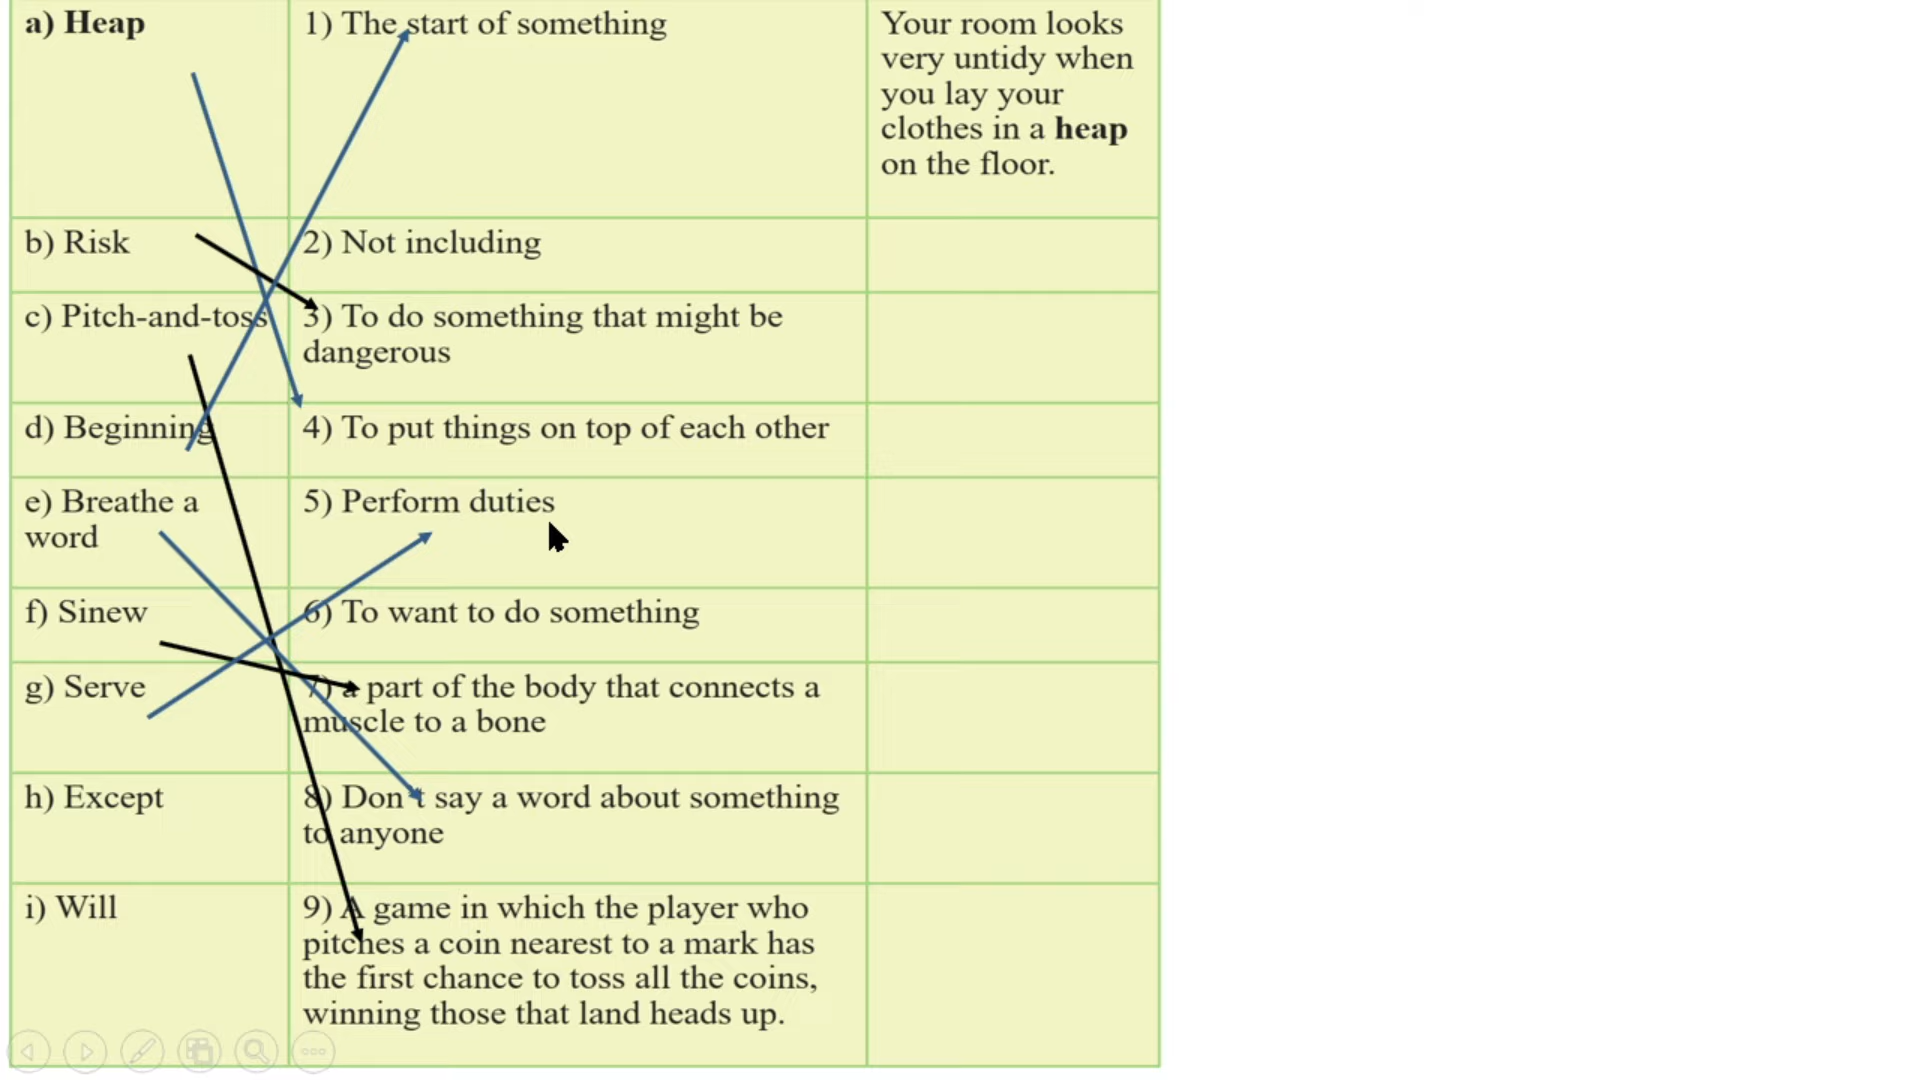 a) Heap
1) The start of something
Your room looks
very untidy when
you lay your
clothes in a heap
on the floor.
b) Risk
2) Not including
c) Pitch-and-toss
3) To do something that might be
dangerous
d) Beginning
4) To put things on top of each other
e) Breathe a
word
5) Perform duties
f) Sinew
6) To want to do something
g) Serve
7) a part of the body that connects a
muscle to a bone
h) Except
8) Don't say a word about something
to anyone
i) Will
9) A game in which the player who
pitches a coin nearest to a mark has
the first chance to toss all the coins,
winning those that land heads up.